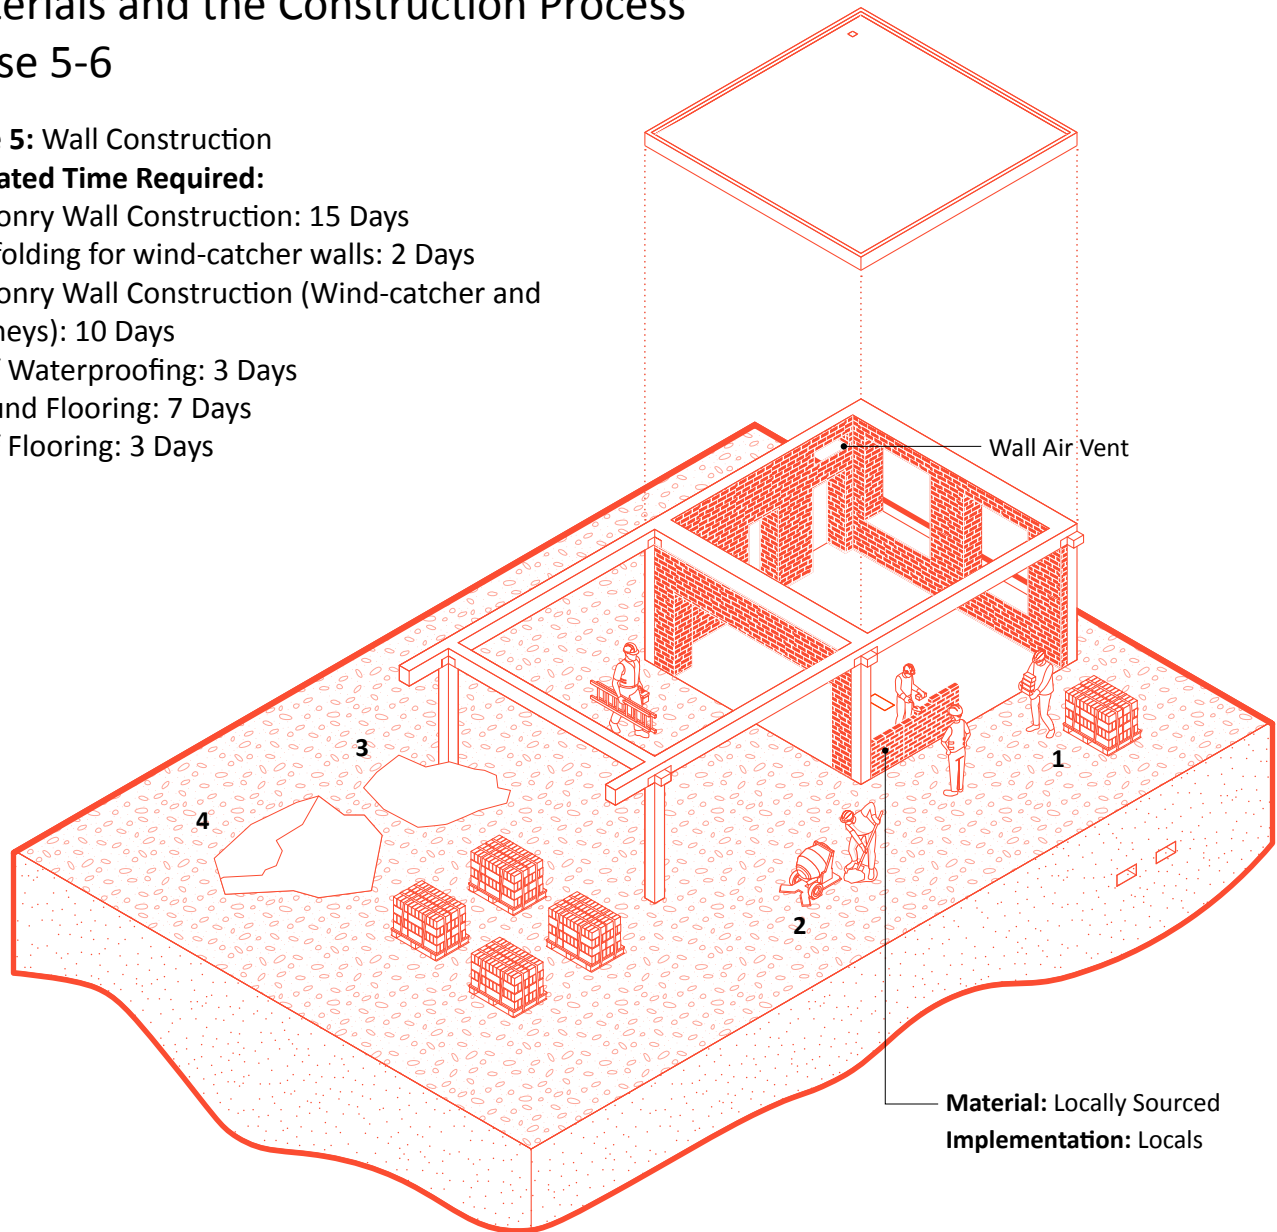 terials and the Construction Process
se 5-6
e 5: Wall Construction
ated Time Required:
onry Wall Construction: 15 Days
folding for wind-catcher walls: 2 Days
onry Wall Construction (Wind-catcher and
neys): 10 Days
f Waterproofing: 3 Days
und Flooring: 7 Days
f Flooring: 3 Days
Wall Air Vent
3
1
4
2
Material: Locally Sourced
Implementation: Locals